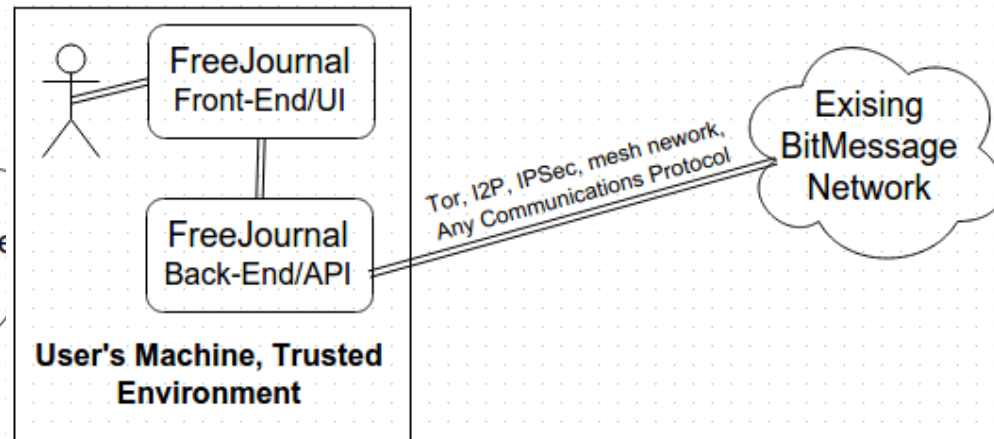 FreeJournal
Front-End/UI
FreeJournal
Back-End/API
User's Machine, Trusted
Environment
Tor, I2P, IPSec, mesh nework,
Any Communications Protocol
Exising
BitMessage
Network